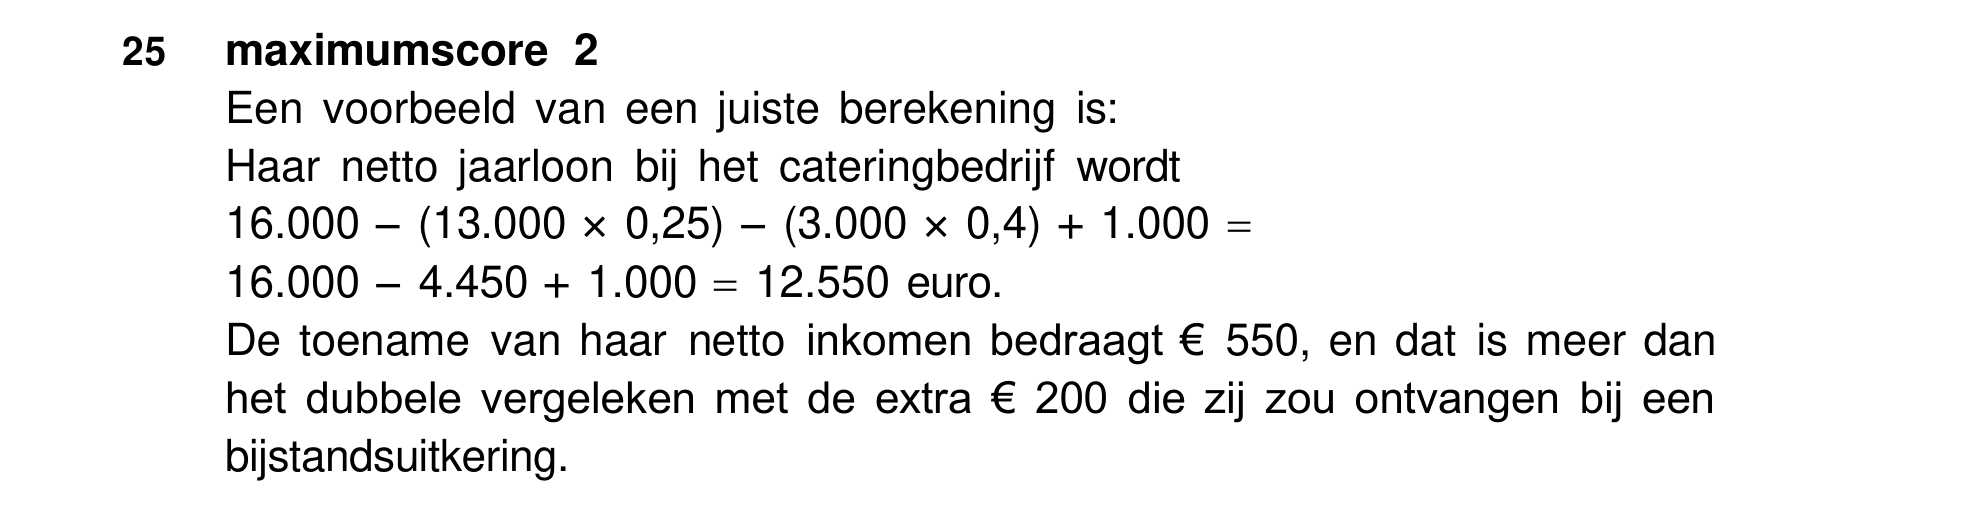 25 maximumscore 2
Een voorbeeld van een juiste berekening is:
Haar netto jaarloon bij het cateringbedrijf wordt
16.000 – (13.000 × 0,25) – (3.000 × 0,4) + 1.000 =
16.000 – 4.450 + 1.000 = 12.550 euro.
De toename van haar netto inkomen bedraagt € 550, en dat is meer dan
het dubbele vergeleken met de extra € 200 die zij zou ontvangen bij een
bijstandsuitkering.